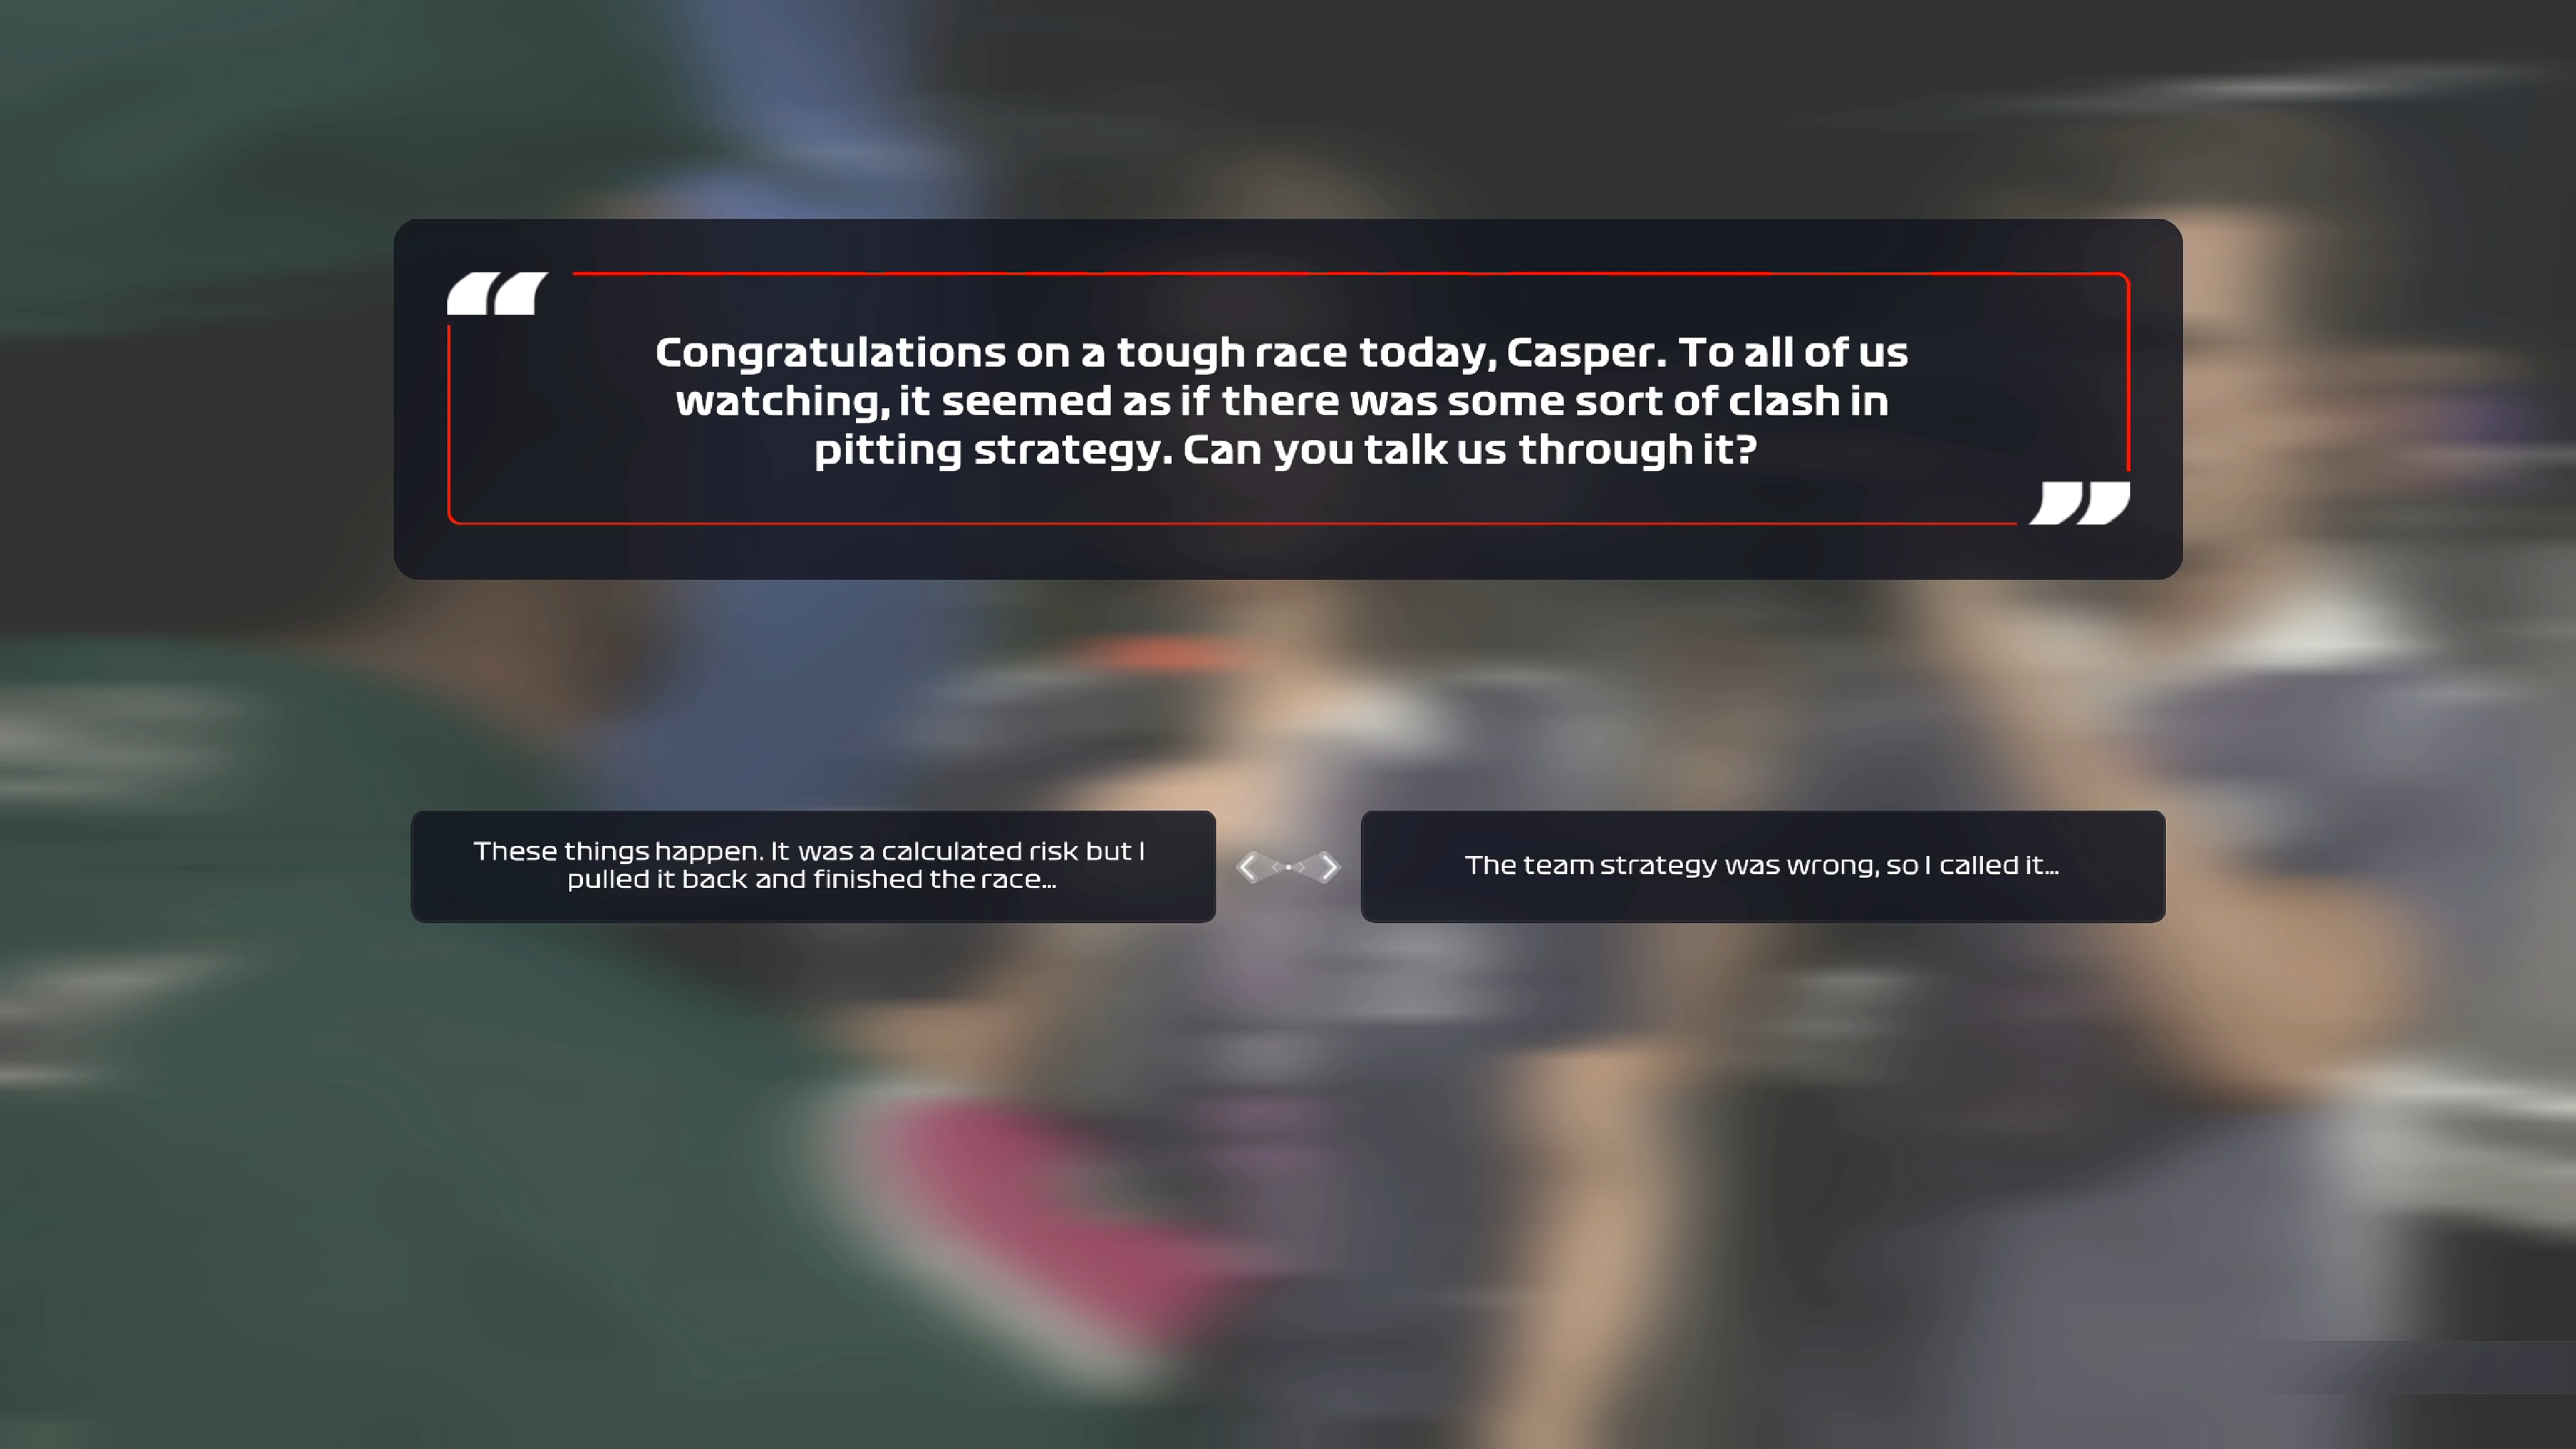 Congratulations on a tough race today, Casper. To all of us
watching, it seemed as if there was some sort of clash in
pitting strategy. Can you talk us through it?
These things happen. It was a calculated risk but I
pulled it back and finished the race...
The team strategy was wrong, so I called it...